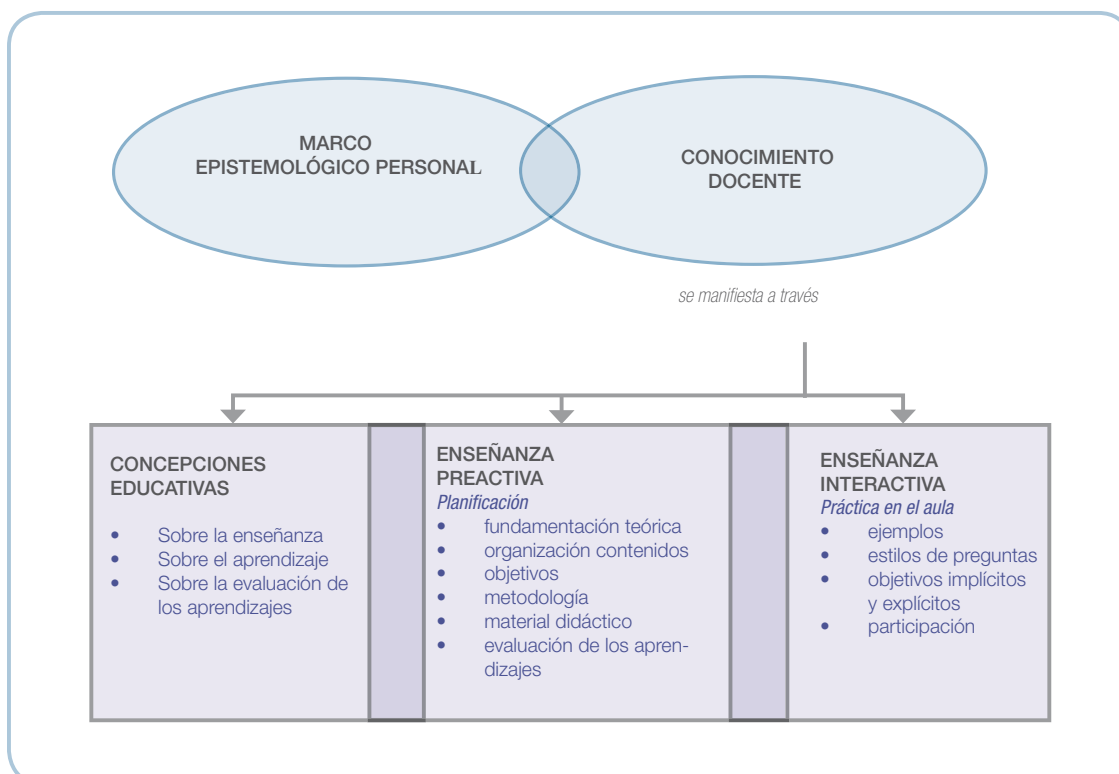 MARCO
EPISTEMOLÓGICO PERSONAL
CONOCIMIENTO
DOCENTE
se manifiesta a través
CONCEPCIONES
EDUCATIVAS
• Sobre la enseñanza
• Sobre el aprendizaje
• Sobre la evaluación de
los aprendizajes
ENSEÑANZA
PREACTIVA
Planificación
• fundamentación teórica
• organización contenidos
• objetivos
• metodología
• material didáctico
• evaluación de los apren-
dizajes
ENSEÑANZA
INTERACTIVA
Práctica en el aula
• ejemplos
• estilos de preguntas
• objetivos implícitos
y explícitos
• participación